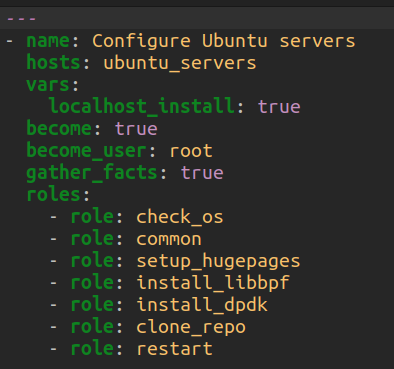 ---
- name: Configure Ubuntu servers
  hosts: ubuntu_servers
  vars:
    localhost_install: true
  become: true
  become_user: root
  gather_facts: true
  roles:
    - role: check_os
    - role: common
    - role: setup_hugepages
    - role: install_libbpf
    - role: install_dpdk
    - role: clone_repo
    - role: restart